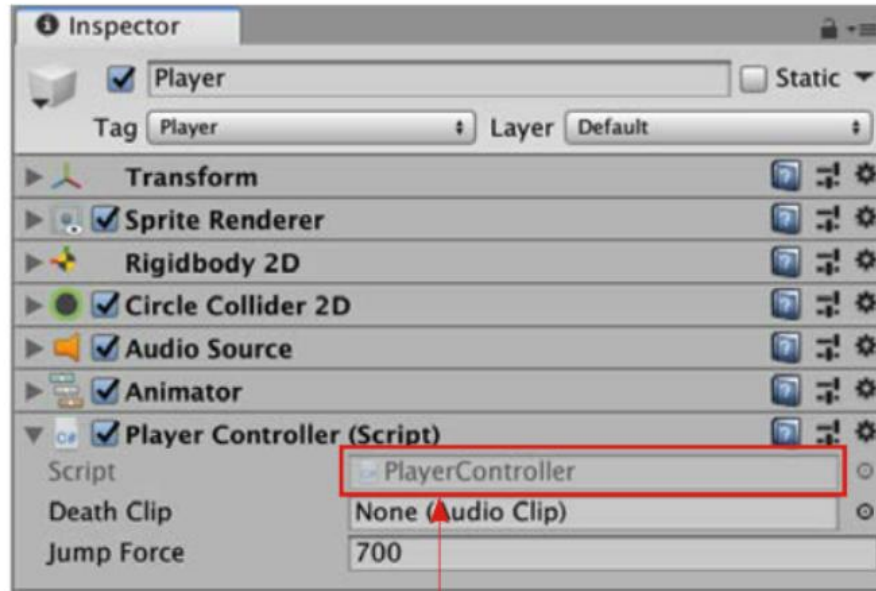 Inspector
Player Static
Tag Player Layer Default
Transform
Sprite Renderer
Rigidbody 2D
Circle Collider 2D
Audio Source
Animator
C# Player Controller (Script)
Script PlayerController
Death Clip None (Audio Clip)
Jump Force 700